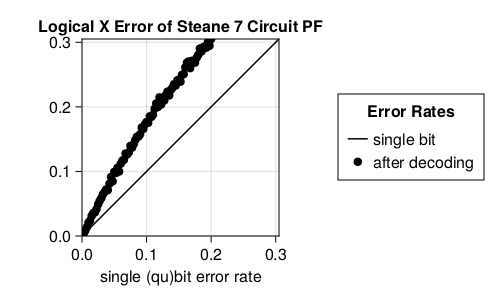 Logical X Error of Steane 7 Circuit PF
0.3
0.2
0.1
0.0
0.0 0.1 0.2 0.3
single (qu)bit error rate
Error Rates
single bit
after decoding